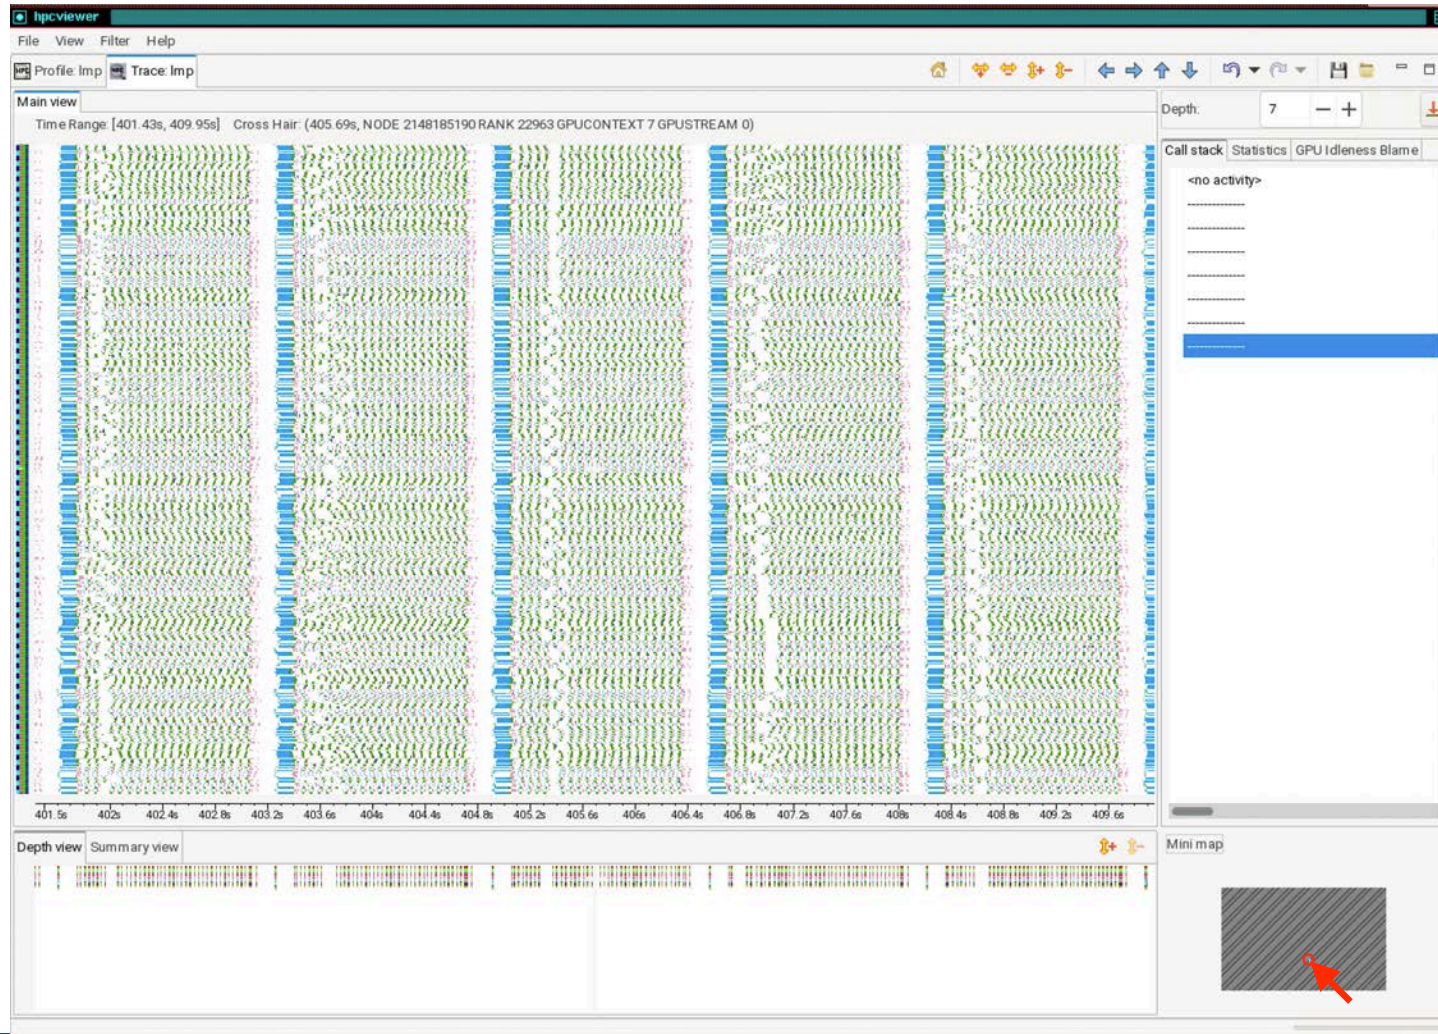 hpcviewer
File View Filter Help
Profile: lmp Trace: lmp
Main view
Time Range: [401.43s, 409.95s] Cross Hair: (405.69s, NODE 2148185190 RANK 22963 GPUCONTEXT 7 GPUSTREAM 0)
Depth: 7
Call stack Statistics GPU Idleness Blame
<no activity>
--------------
--------------
--------------
--------------
--------------
--------------
--------------
401.5s 402s 402.4s 402.8s 403.2s 403.6s 404s 404.4s 404.8s 405.2s 405.6s 406s 406.4s 406.8s 407.2s 407.6s 408s 408.4s 408.8s 409.2s 409.6s
Depth view Summary view
Mini map